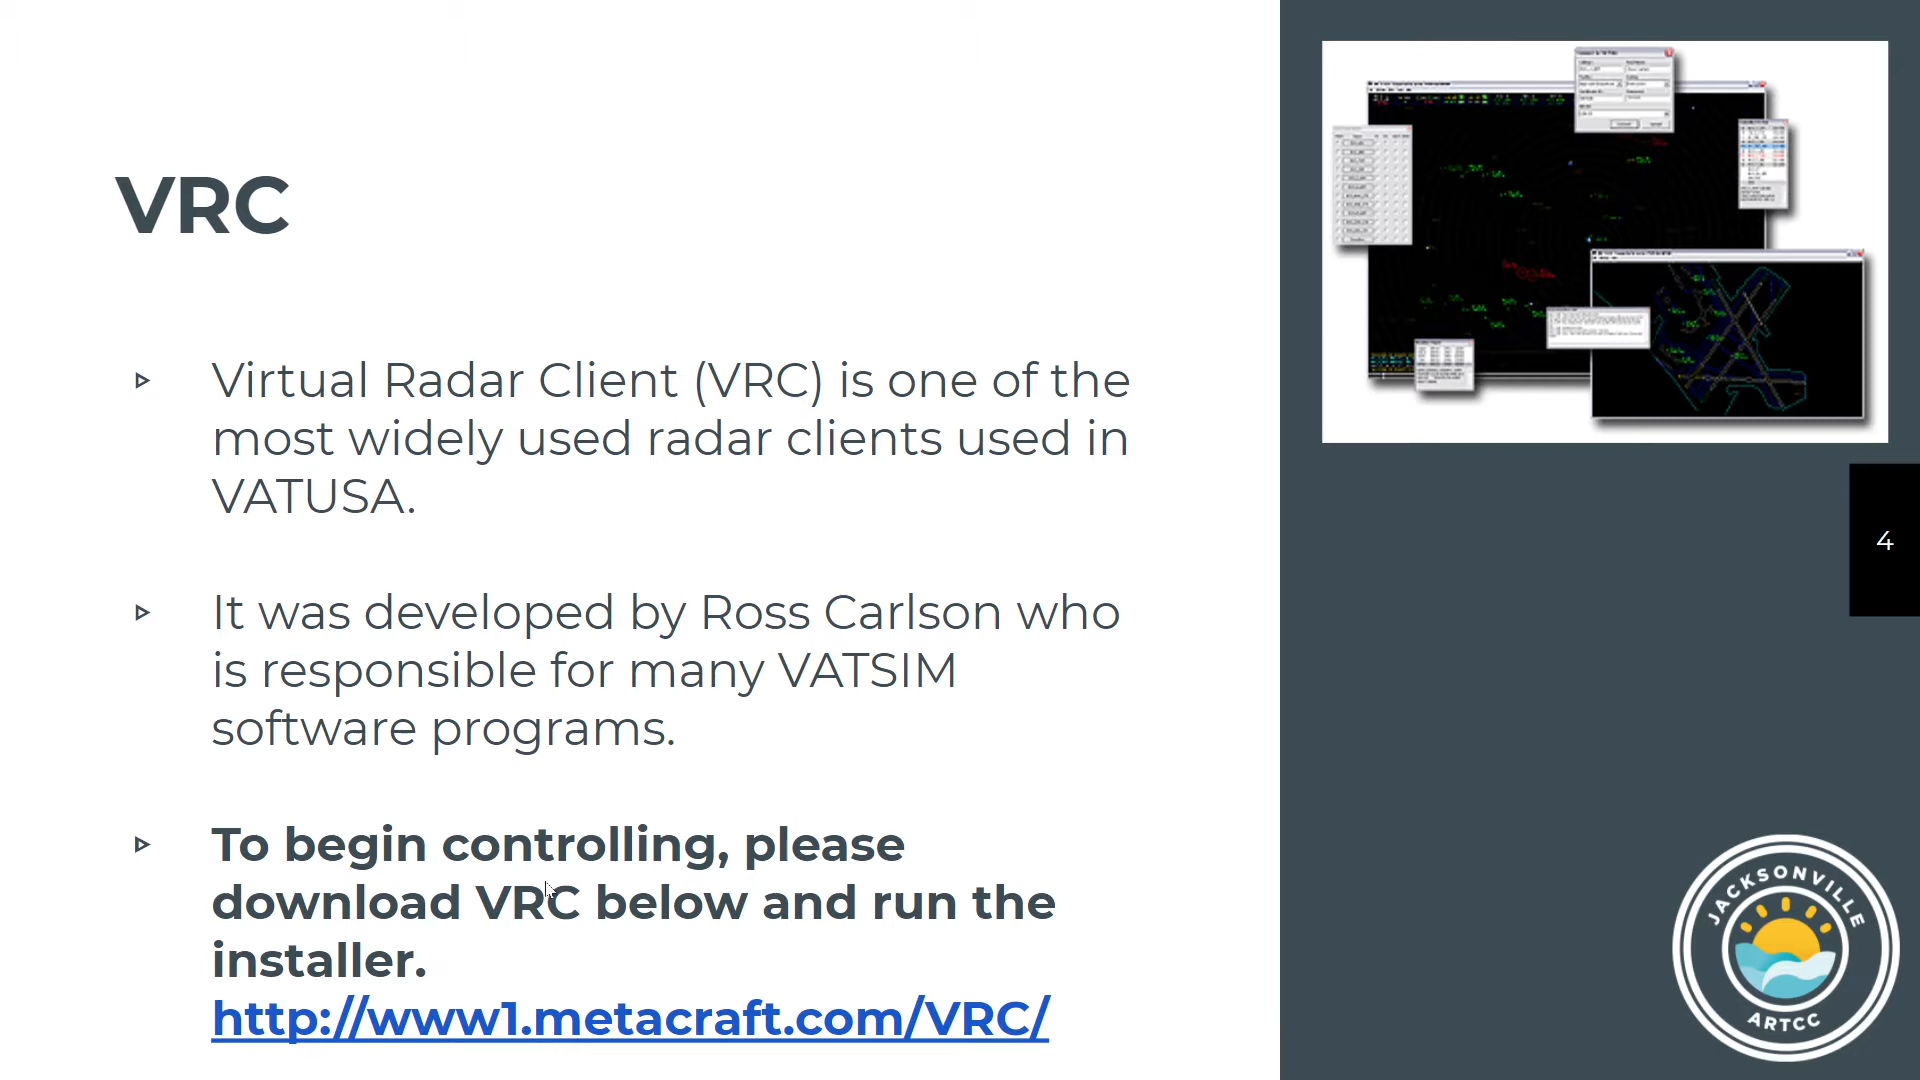 VRC
Virtual Radar Client (VRC) is one of the
most widely used radar clients used in
VATUSA.
It was developed by Ross Carlson who
is responsible for many VATSIM
software programs.
To begin controlling, please
download VRC below and run the
installer.
http://www1.metacraft.com/VRC/
4
JACKSONVILLE
ARTCC